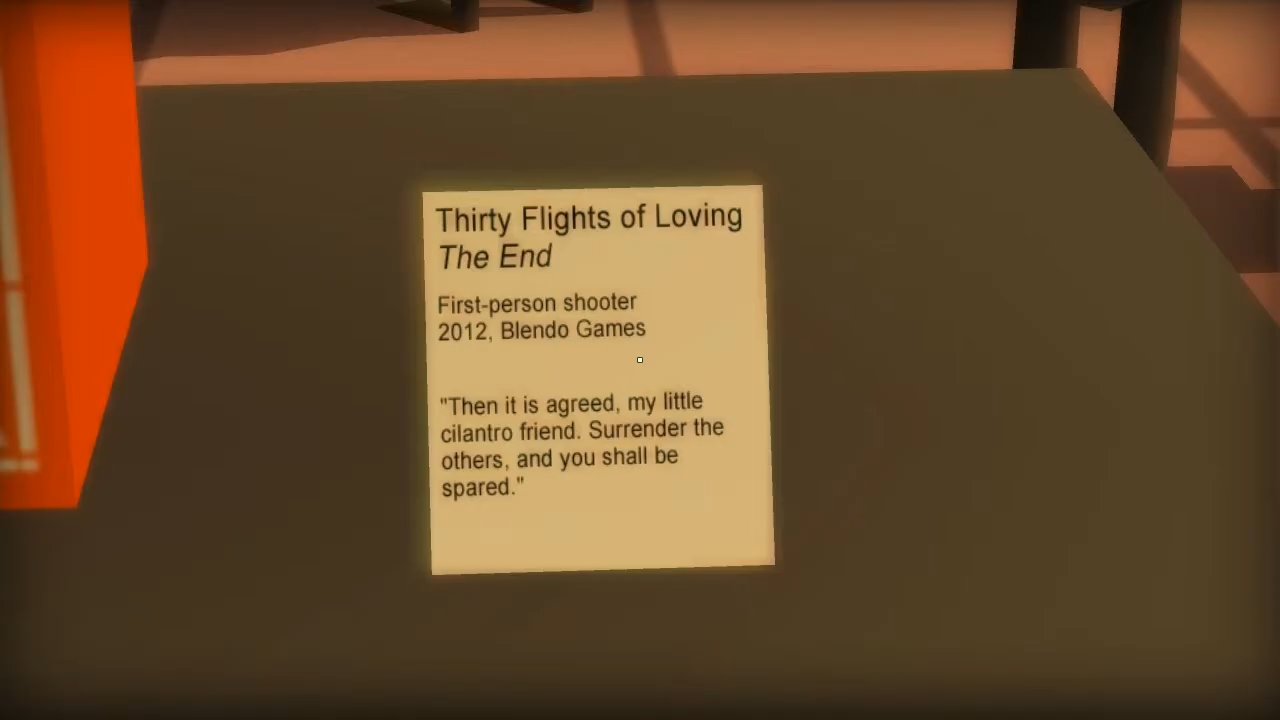 Thirty Flights of Loving
The End
First-person shooter
2012, Blendo Games
"Then it is agreed, my little
cilantro friend. Surrender the
others, and you shall be
spared."